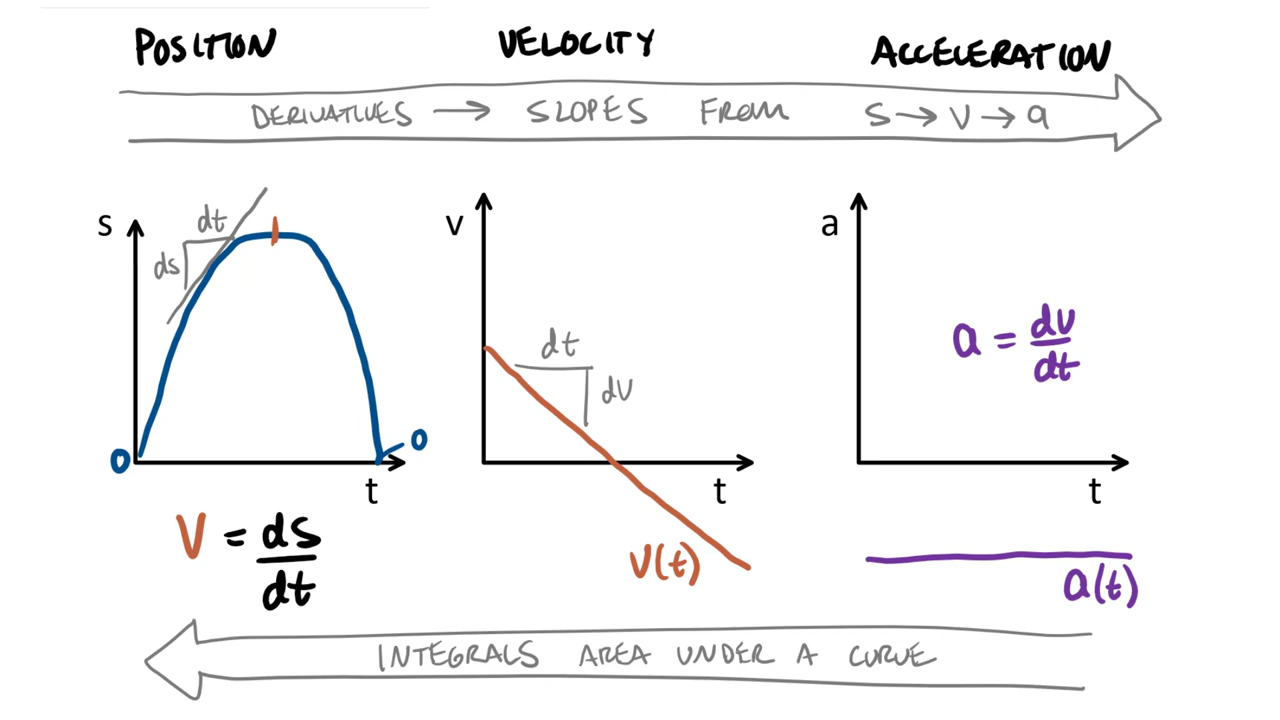 POSITION
VELOCITY
ACCELERATION
DERIVATIVES → SLOPES FROM S → V → a
s
dt
ds
0
0
t
V = ds/dt
v
dt
dv
t
V(t)
a
a = dv/dt
t
a(t)
INTEGRALS AREA UNDER A CURVE